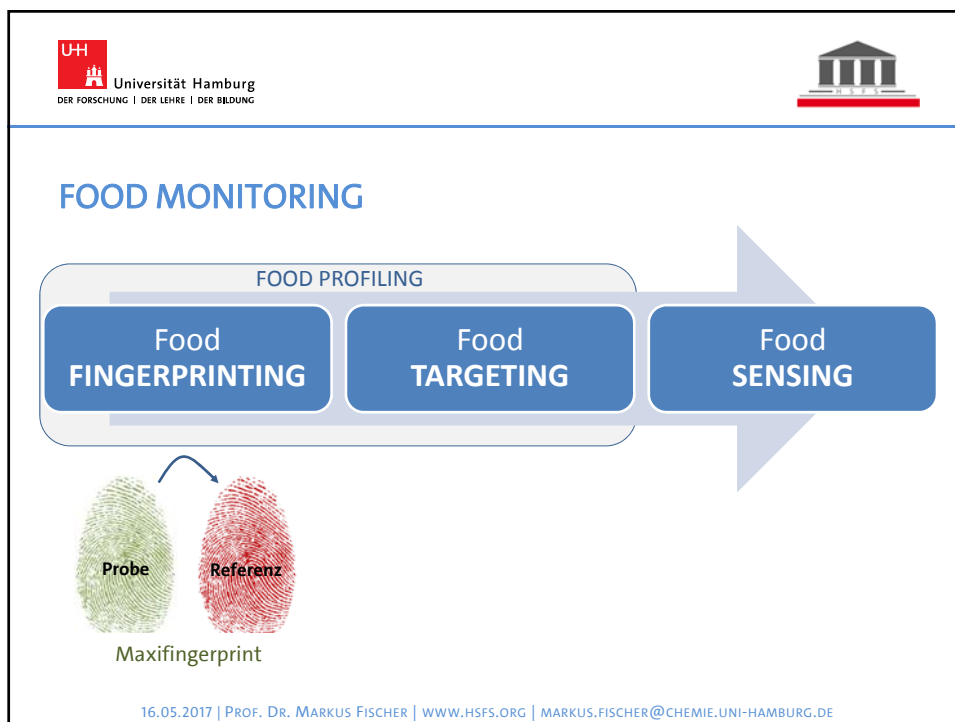 UH
Universität Hamburg
DER FORSCHUNG | DER LEHRE | DER BILDUNG
HSFS
FOOD MONITORING
FOOD PROFILING
Food
FINGERPRINTING
Food
TARGETING
Food
SENSING
Probe
Referenz
Maxifingerprint
16.05.2017 | PROF. DR. MARKUS FISCHER | WWW.HSFS.ORG | MARKUS.FISCHER@CHEMIE.UNI-HAMBURG.DE